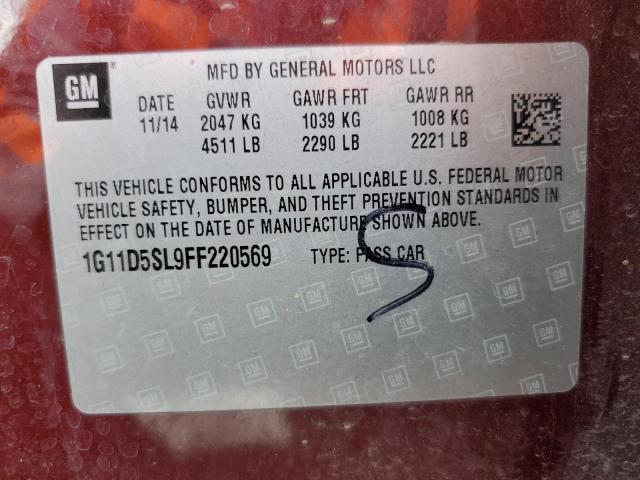 GM
MFD BY GENERAL MOTORS LLC
DATE GVWR GAWR FRT GAWR RR
11/14 2047 KG 1039 KG 1008 KG
4511 LB 2290 LB 2221 LB
THIS VEHICLE CONFORMS TO ALL APPLICABLE U.S. FEDERAL MOTOR
VEHICLE SAFETY, BUMPER, AND THEFT PREVENTION STANDARDS IN
EFFECT ON THE DATE OF MANUFACTURE SHOWN ABOVE.
1G11D5SL9FF220569 TYPE: PASS CAR
S